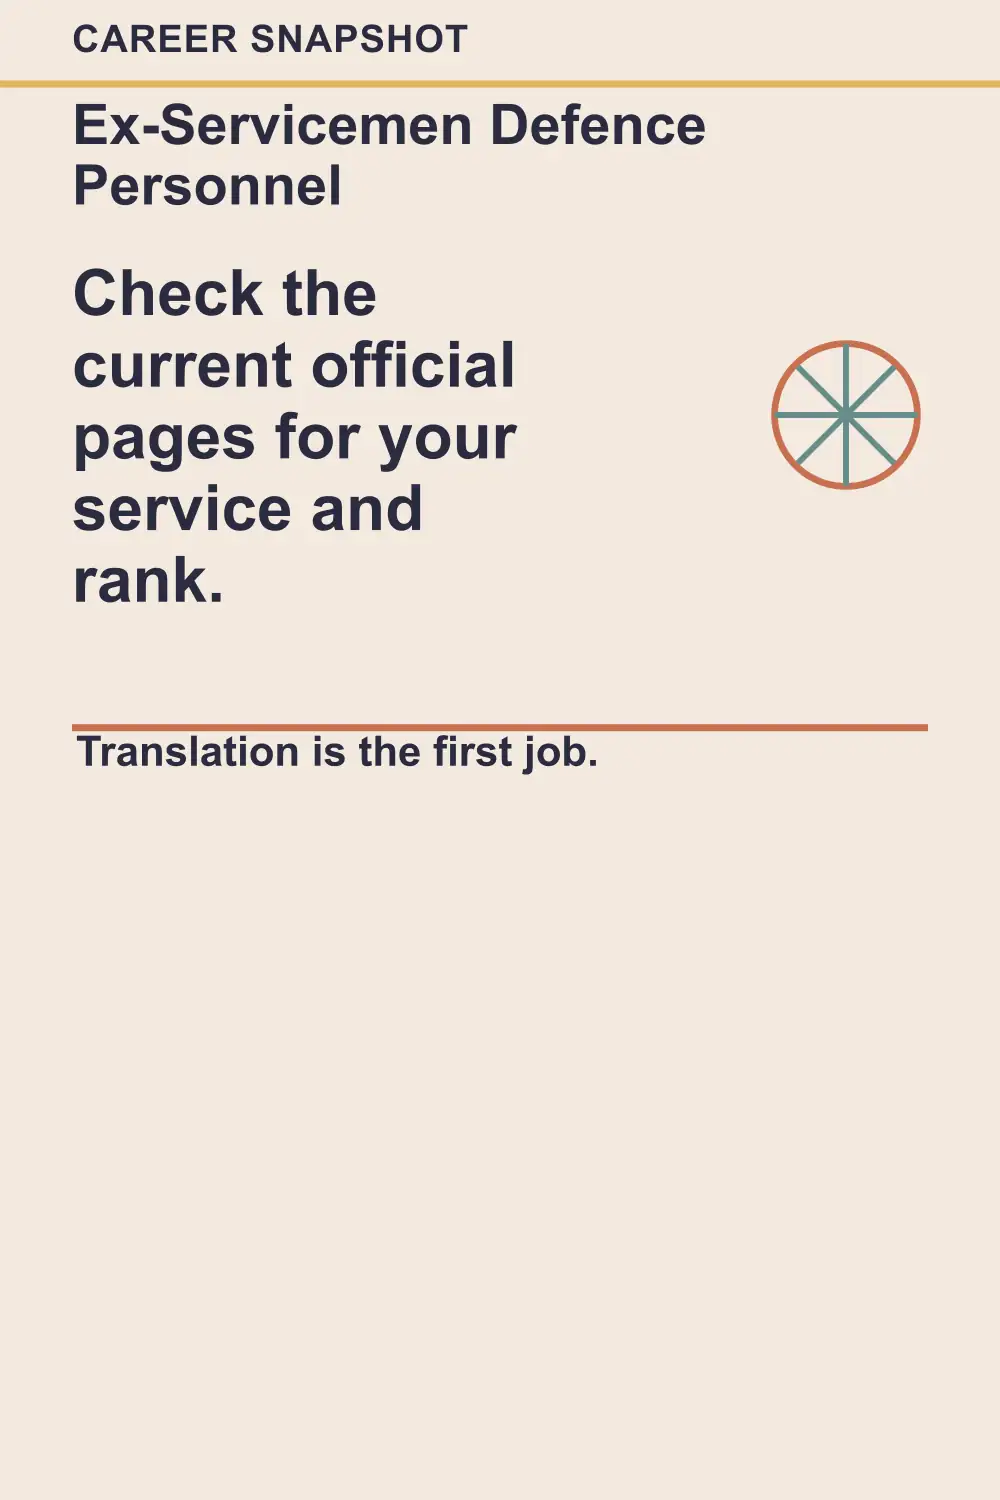 CAREER SNAPSHOT
Ex-Servicemen Defence
Personnel
Check the
current official
pages for your
service and
rank.
Translation is the first job.